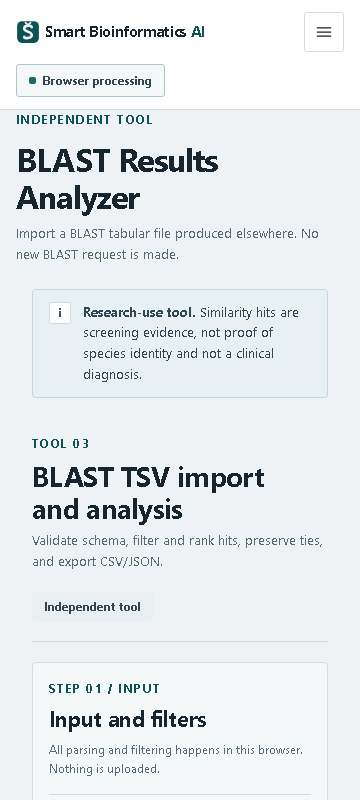 Š Smart Bioinformatics AI
Browser processing
INDEPENDENT TOOL
BLAST Results
Analyzer
Import a BLAST tabular file produced elsewhere. No
new BLAST request is made.
i Research-use tool. Similarity hits are
screening evidence, not proof of
species identity and not a clinical
diagnosis.
TOOL 03
BLAST TSV import
and analysis
Validate schema, filter and rank hits, preserve ties,
and export CSV/JSON.
Independent tool
STEP 01 / INPUT
Input and filters
All parsing and filtering happens in this browser.
Nothing is uploaded.